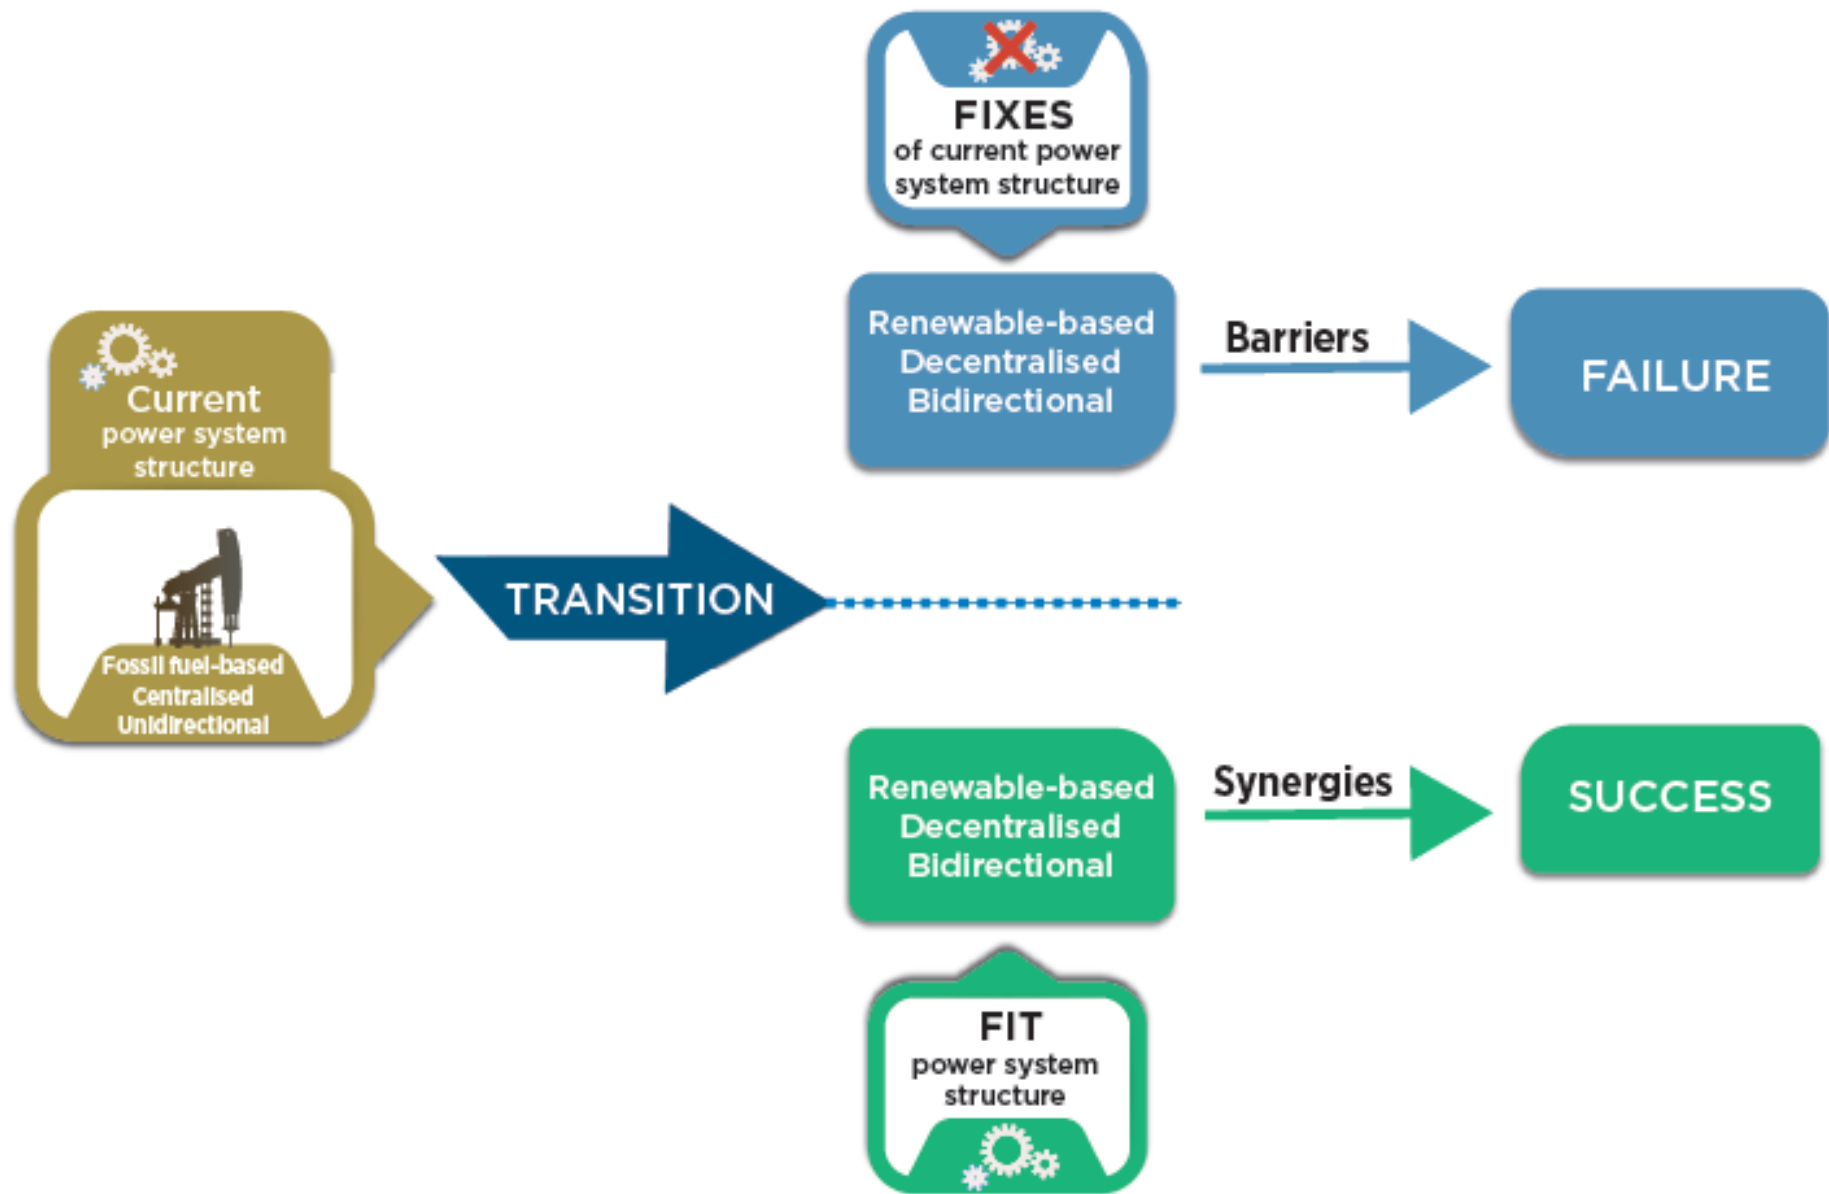 Current
power system
structure
Fossil fuel-based
Centralised
Unidirectional
TRANSITION
FIXES
of current power
system structure
Renewable-based
Decentralised
Bidirectional
Barriers
FAILURE
Renewable-based
Decentralised
Bidirectional
Synergies
SUCCESS
FIT
power system
structure